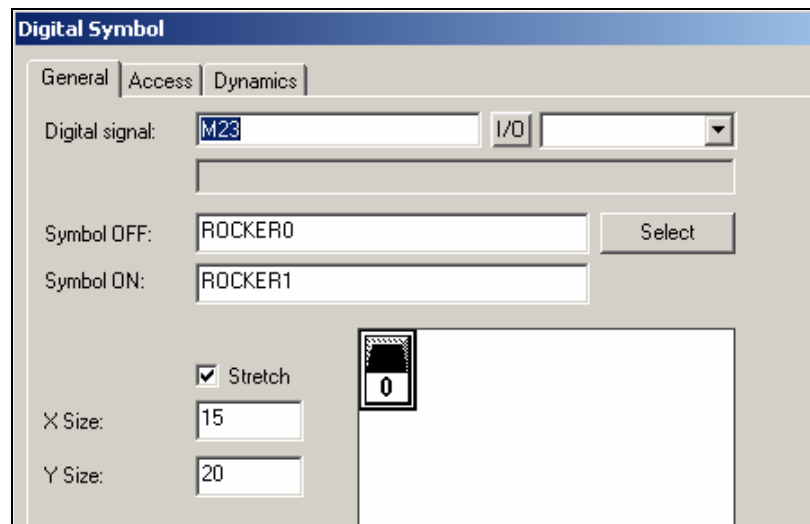 Digital Symbol
General Access Dynamics
Digital signal: M23 I/O
Symbol OFF: ROCKER0 Select
Symbol ON: ROCKER1
Stretch
0
X Size: 15
Y Size: 20